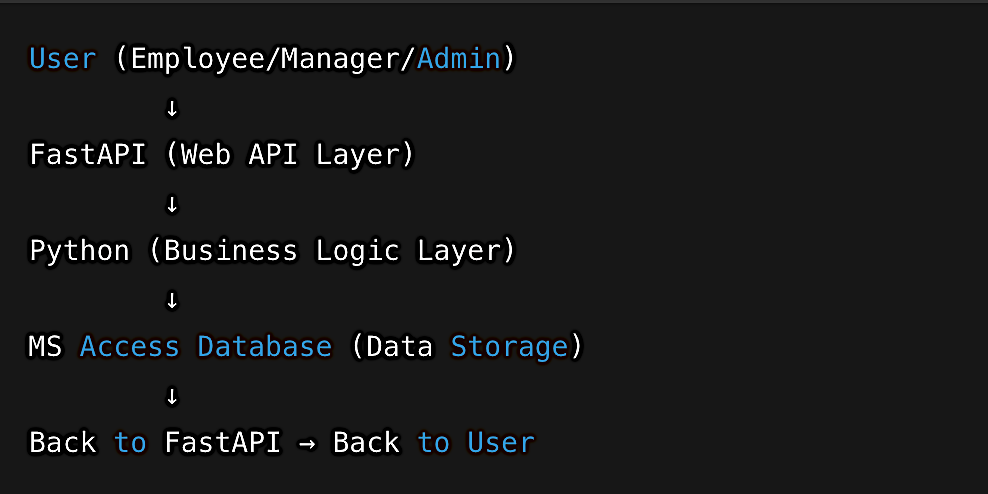 User (Employee/Manager/Admin)
↓
FastAPI (Web API Layer)
↓
Python (Business Logic Layer)
↓
MS Access Database (Data Storage)
↓
Back to FastAPI → Back to User